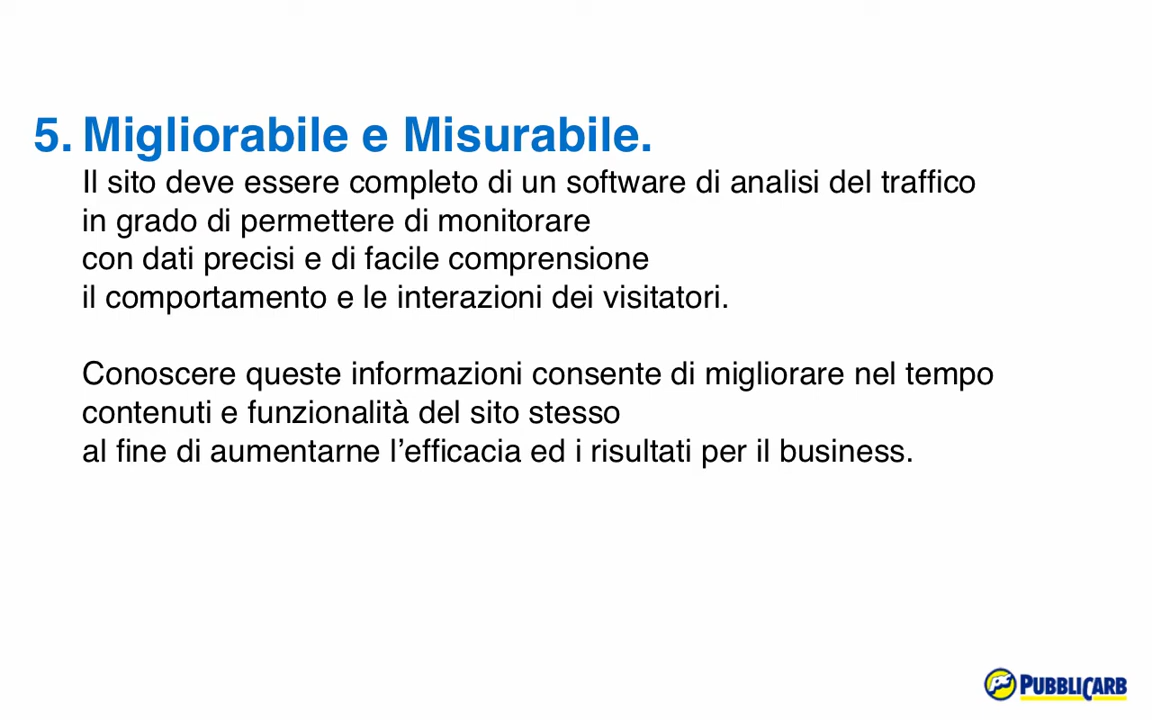 5. Migliorabile e Misurabile.
Il sito deve essere completo di un software di analisi del traffico
in grado di permettere di monitorare
con dati precisi e di facile comprensione
il comportamento e le interazioni dei visitatori.
Conoscere queste informazioni consente di migliorare nel tempo
contenuti e funzionalità del sito stesso
al fine di aumentarne l’efficacia ed i risultati per il business.
PUBBLICARB